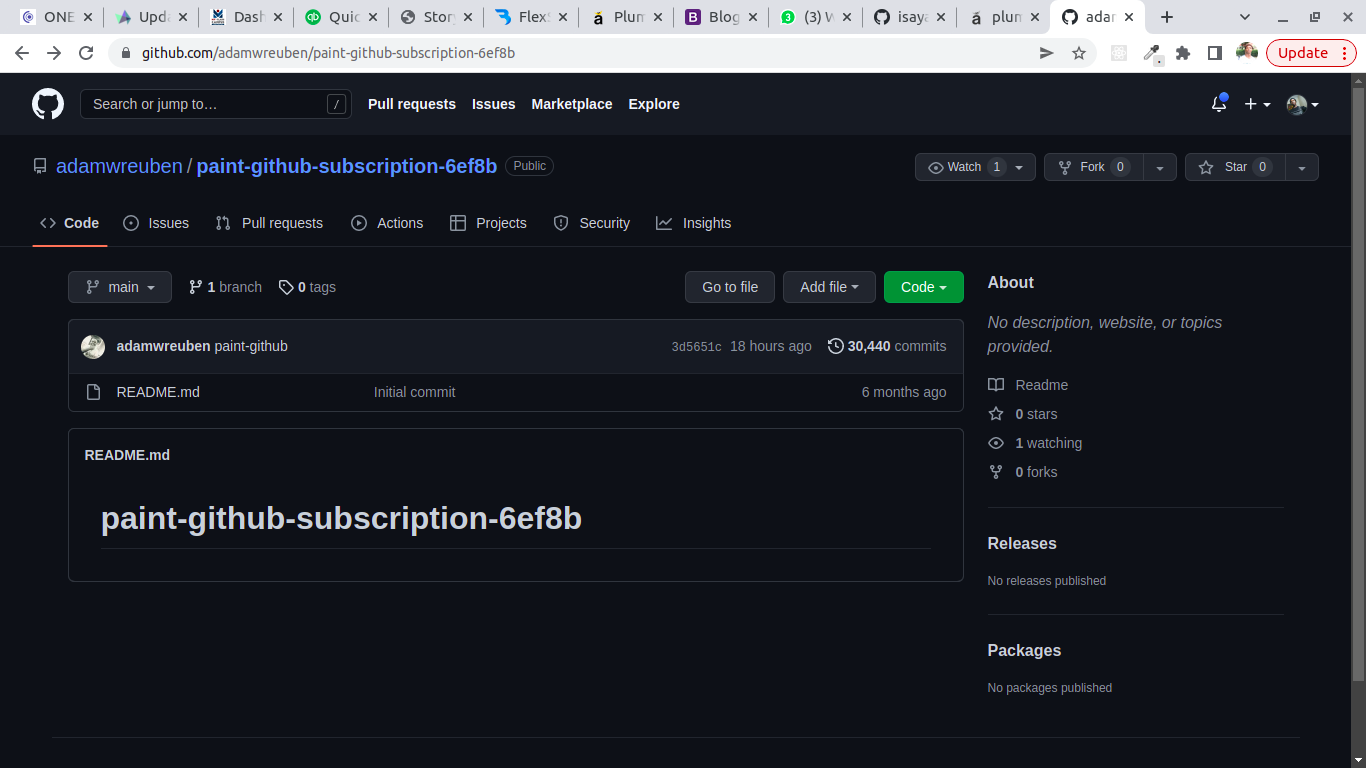 ONE Upda Dash Quic Story FlexS Plum Blog (3) W isaya plum adar
github.com/adamwreuben/paint-github-subscription-6ef8b Update
Search or jump to… / Pull requests Issues Marketplace Explore
adamwreuben / paint-github-subscription-6ef8b Public Watch 1 Fork 0 Star 0
Code Issues Pull requests Actions Projects Security Insights
main 1 branch 0 tags Go to file Add file Code
adamwreuben paint-github 3d5651c 18 hours ago 30,440 commits
README.md Initial commit 6 months ago
README.md
paint-github-subscription-6ef8b
About
No description, website, or topics
provided.
Readme
0 stars
1 watching
0 forks
Releases
No releases published
Packages
No packages published